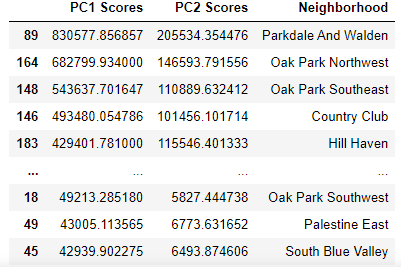 PC1 Scores PC2 Scores Neighborhood
89 830577.856857 205534.354476 Parkdale And Walden
164 682799.934000 146593.791556 Oak Park Northwest
148 543637.701647 110889.632412 Oak Park Southeast
146 493480.054786 101456.101714 Country Club
183 429401.781000 115546.401333 Hill Haven
... ... ... ...
18 49213.285180 5827.444738 Oak Park Southwest
49 43005.113565 6773.631652 Palestine East
45 42939.902275 6493.874606 South Blue Valley